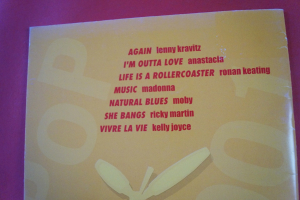 AGAIN lenny kravitz
I'M OUTTA LOVE anastacia
LIFE IS A ROLLERCOASTER ronan keating
MUSIC madonna
NATURAL BLUES moby
SHE BANGS ricky martin
VIVRE LA VIE kelly joyce
POP